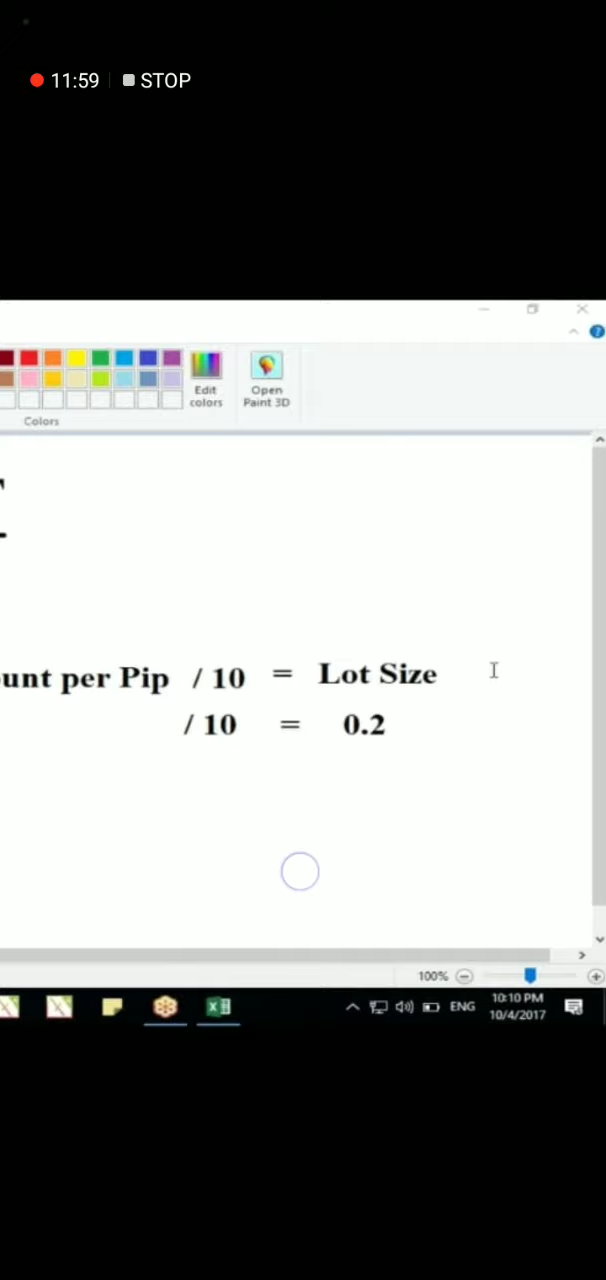 11:59 STOP
Edit colors
Open Paint 3D
Colors
per Pip / 10 = Lot Size
/ 10 = 0.2
100%
ENG
10:10 PM
10/4/2017